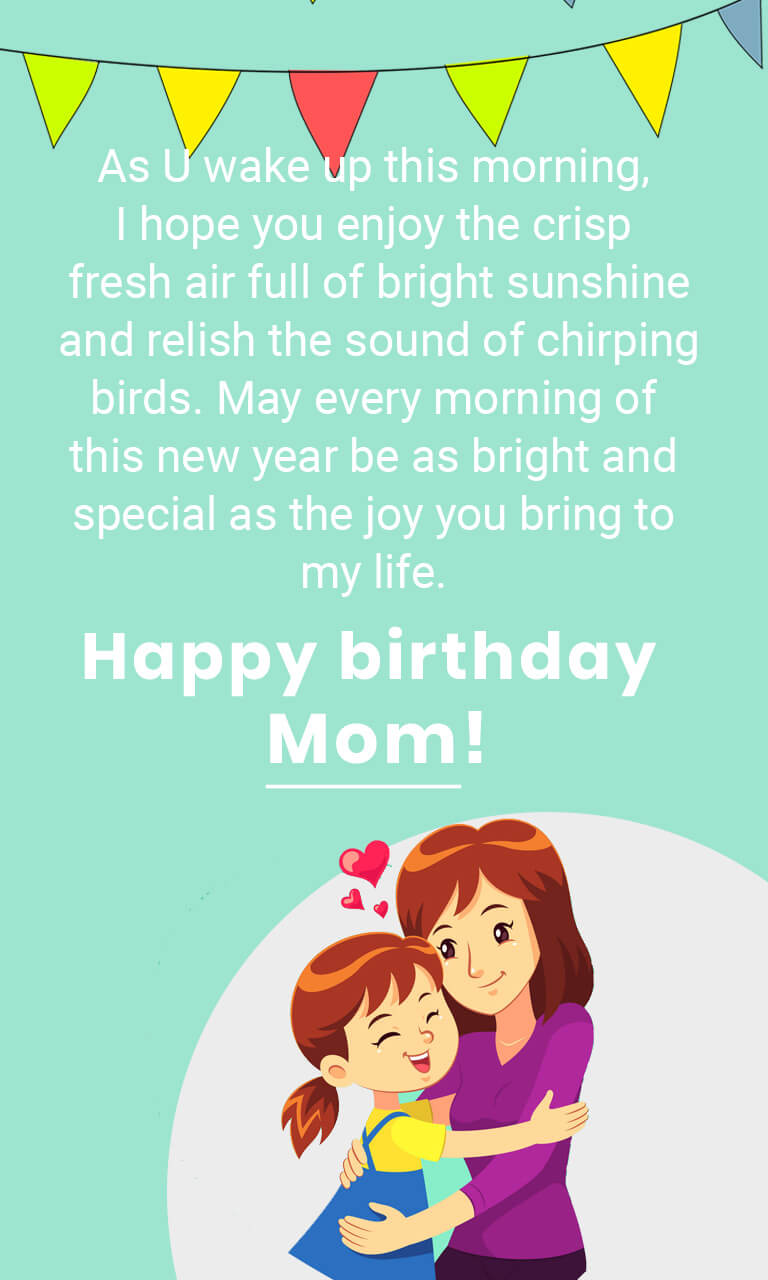 As U wake up this morning,
I hope you enjoy the crisp
fresh air full of bright sunshine
and relish the sound of chirping
birds. May every morning of
this new year be as bright and
special as the joy you bring to
my life.
Happy birthday
Mom!